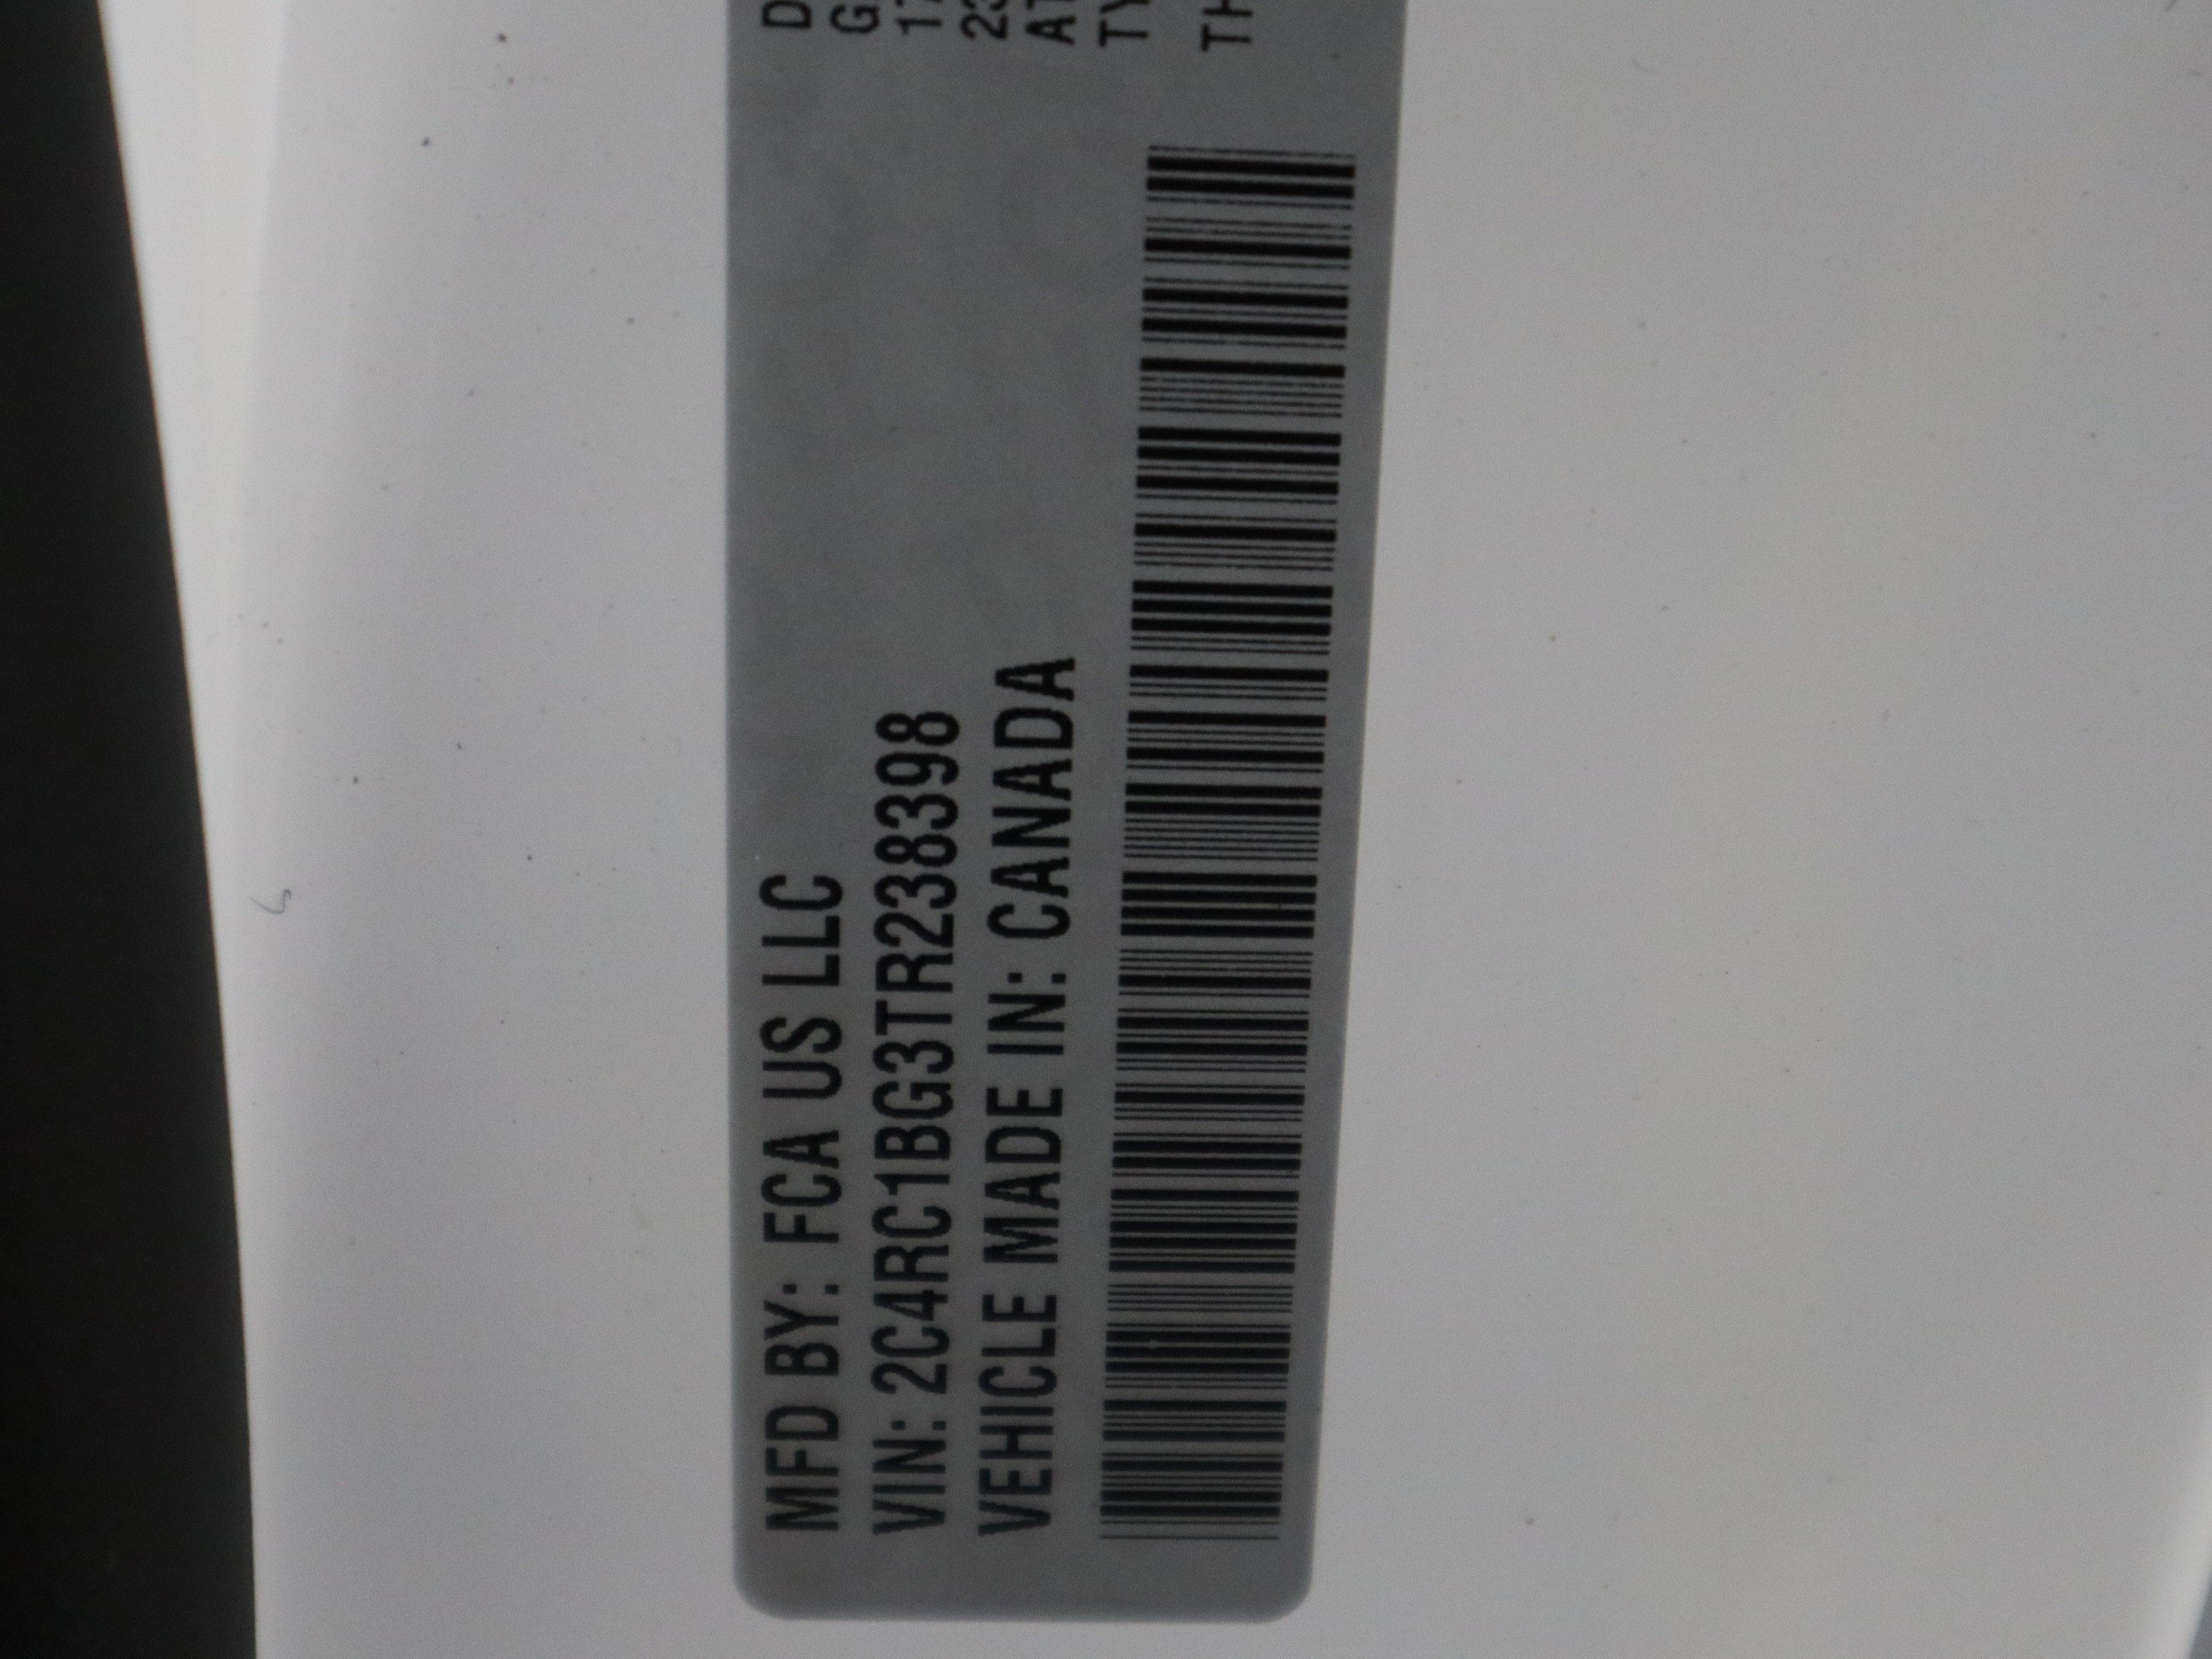 MFD BY: FCA US LLC
VIN: 2C4RC1BG3TR238398
VEHICLE MADE IN: CANADA